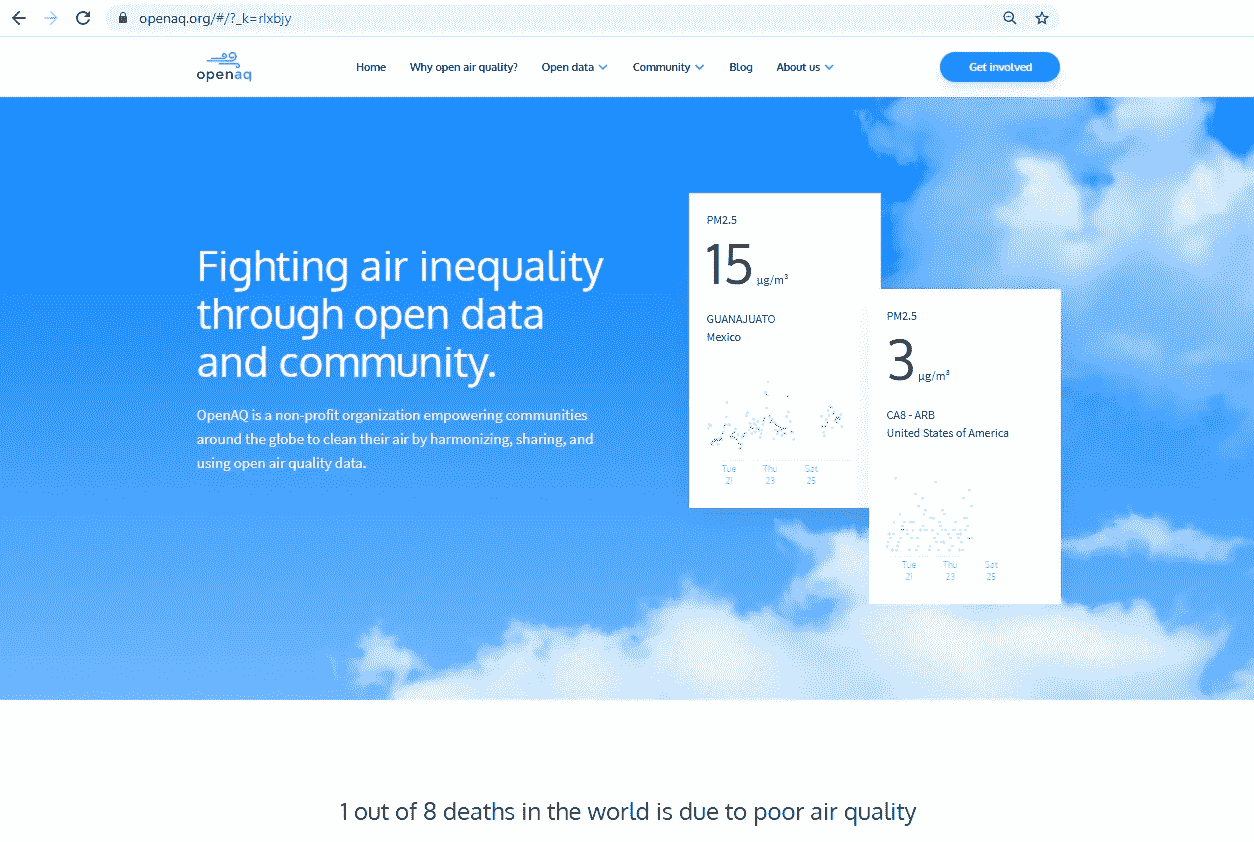 openaq.org/#/?_k=rlxbjy
openaq
Home Why open air quality? Open data Community Blog About us Get involved
Fighting air inequality
through open data
and community.
OpenAQ is a non-profit organization empowering communities
around the globe to clean their air by harmonizing, sharing, and
using open air quality data.
PM2.5
15 µg/m³
GUANAJUATO
Mexico
Tue Thu Sat
21 23 25
PM2.5
3 µg/m³
CA8 - ARB
United States of America
Tue Thu Sat
21 23 25
1 out of 8 deaths in the world is due to poor air quality